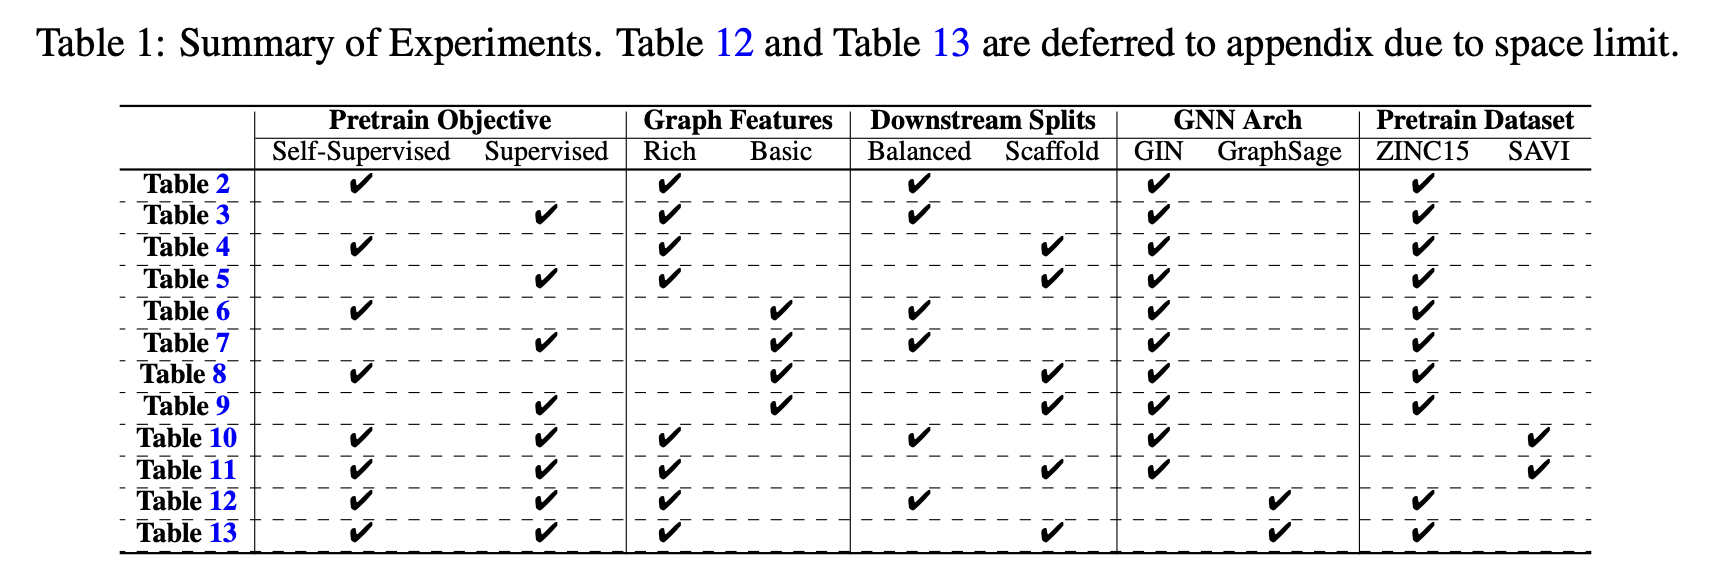 Table 1: Summary of Experiments. Table 12 and Table 13 are deferred to appendix due to space limit.
Pretrain Objective Graph Features Downstream Splits GNN Arch Pretrain Dataset
Self-Supervised Supervised Rich Basic Balanced Scaffold GIN GraphSage ZINC15 SAVI
Table 2 ✔ ✔ ✔ ✔ ✔
Table 3 ✔ ✔ ✔ ✔ ✔
Table 4 ✔ ✔ ✔ ✔ ✔
Table 5 ✔ ✔ ✔ ✔ ✔
Table 6 ✔ ✔ ✔ ✔ ✔
Table 7 ✔ ✔ ✔ ✔ ✔
Table 8 ✔ ✔ ✔ ✔ ✔
Table 9 ✔ ✔ ✔ ✔ ✔
Table 10 ✔ ✔ ✔ ✔ ✔ ✔
Table 11 ✔ ✔ ✔ ✔ ✔ ✔
Table 12 ✔ ✔ ✔ ✔ ✔ ✔
Table 13 ✔ ✔ ✔ ✔ ✔ ✔